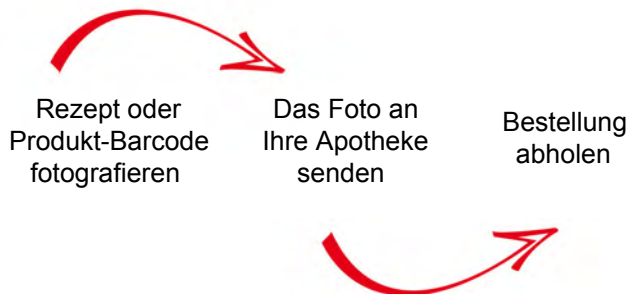 Rezept oder
Produkt-Barcode
fotografieren
Das Foto an
Ihre Apotheke
senden
Bestellung
abholen